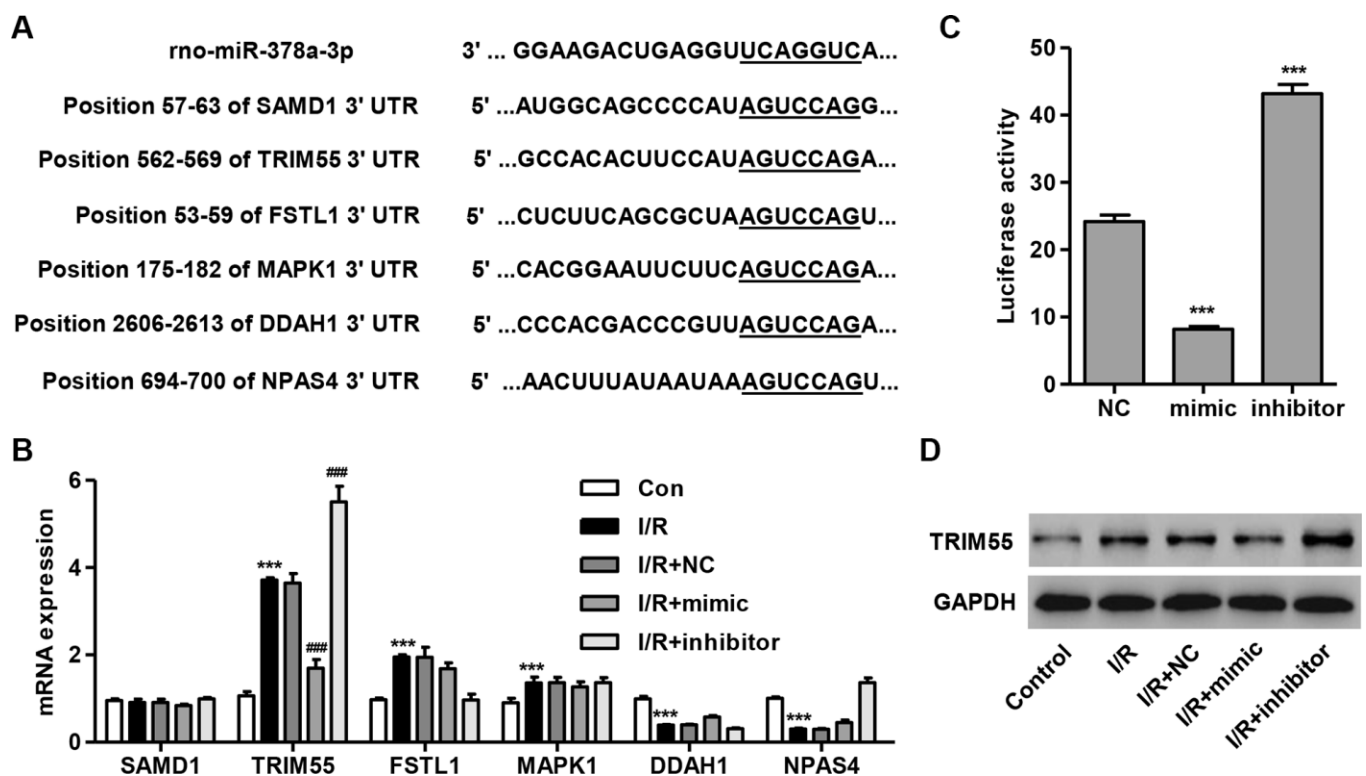 A
rno-miR-378a-3p 3' ... GGAAGACUGAGGUUCAGGUCA...
Position 57-63 of SAMD1 3' UTR 5' ...AUGGCAGCCCCAUAGUCCAGG...
Position 562-569 of TRIM55 3' UTR 5' ...GCCACACUUCCAUAGUCCAGA...
Position 53-59 of FSTL1 3' UTR 5' ...CUCUUCAGCGCUAAGUCCAGU...
Position 175-182 of MAPK1 3' UTR 5' ...CACGGAAUUCUUCAGUCCAGA...
Position 2606-2613 of DDAH1 3' UTR 5' ...CCCACGACCCGUUAGUCCAGA...
Position 694-700 of NPAS4 3' UTR 5' ...AACUUUAUAAUAAAGUCCAGU...
B
mRNA expression
6
4
2
0
***
###
###
***
***
***
***
Con
I/R
I/R+NC
I/R+mimic
I/R+inhibitor
SAMD1 TRIM55 FSTL1 MAPK1 DDAH1 NPAS4
C
Luciferase activity
50
40
30
20
10
0
***
***
NC mimic inhibitor
D
TRIM55
GAPDH
Control I/R I/R+NC I/R+mimic I/R+inhibitor